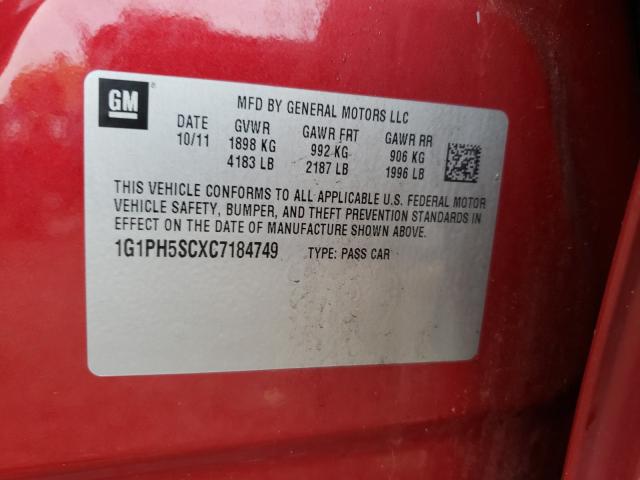 GM
MFD BY GENERAL MOTORS LLC
DATE GVWR GAWR FRT GAWR RR
10/11 1898 KG 992 KG 906 KG
4183 LB 2187 LB 1996 LB
THIS VEHICLE CONFORMS TO ALL APPLICABLE U.S. FEDERAL MOTOR
VEHICLE SAFETY, BUMPER, AND THEFT PREVENTION STANDARDS IN
EFFECT ON THE DATE OF MANUFACTURE SHOWN ABOVE.
1G1PH5SCXC7184749 TYPE: PASS CAR